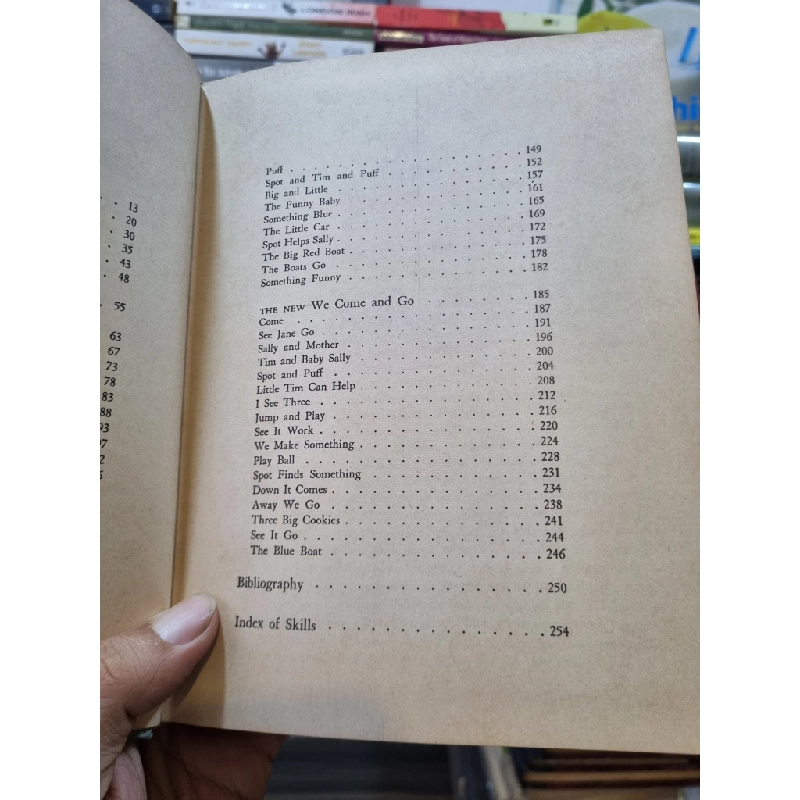 13
20
30
35
43
48
55
63
67
73
78
Puff . . . . . . . . . . . . . . . . 149
Spot and Tim and Puff . . . . . . . . . . 152
Big and Little . . . . . . . . . . . . . 157
The Funny Baby . . . . . . . . . . . . 161
Something Blue . . . . . . . . . . . . 165
The Little Car . . . . . . . . . . . . . 169
Spot Helps Sally . . . . . . . . . . . . 172
The Big Red Boat . . . . . . . . . . . . 175
The Boats Go . . . . . . . . . . . . . 178
Something Funny . . . . . . . . . . . . 182
THE NEW We Come and Go . . . . . . . . 185
Come . . . . . . . . . . . . . . . . 187
See Jane Go . . . . . . . . . . . . . . 191
Sally and Mother . . . . . . . . . . . . 196
Tim and Baby Sally . . . . . . . . . . . 200
Spot and Puff . . . . . . . . . . . . . 204
Little Tim Can Help . . . . . . . . . . . 208
I See Three . . . . . . . . . . . . . . 212
Jump and Play . . . . . . . . . . . . . 216
See It Work . . . . . . . . . . . . . . 220
We Make Something . . . . . . . . . . . 224
Play Ball . . . . . . . . . . . . . . . 228
Spot Finds Something . . . . . . . . . . 231
Down It Comes . . . . . . . . . . . . . 234
Away We Go . . . . . . . . . . . . . . 238
Three Big Cookies . . . . . . . . . . . . 241
See It Go . . . . . . . . . . . . . . . 244
The Blue Boat . . . . . . . . . . . . . 246
Bibliography . . . . . . . . . . . . . . 250
Index of Skills . . . . . . . . . . . . . 254